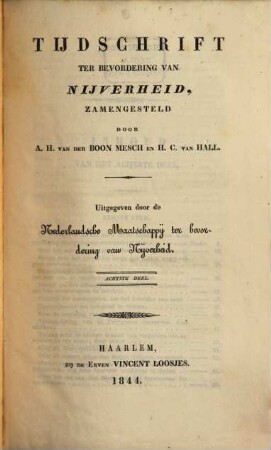 TIJDSCHRIFT
TER BEVORDERING VAN
NIJVERHEID,
ZAMENGESTELD
DOOR
A. H. VAN DER BOON MESCH EN H. C. VAN HALL.
Uitgegeven door de
Nederlandsche Maatschappij ter bevor-
dering van Nijverheid.
ACHTSTE DEEL.
HAARLEM,
BIJ DE ERVEN VINCENT LOOSJES.
1844.